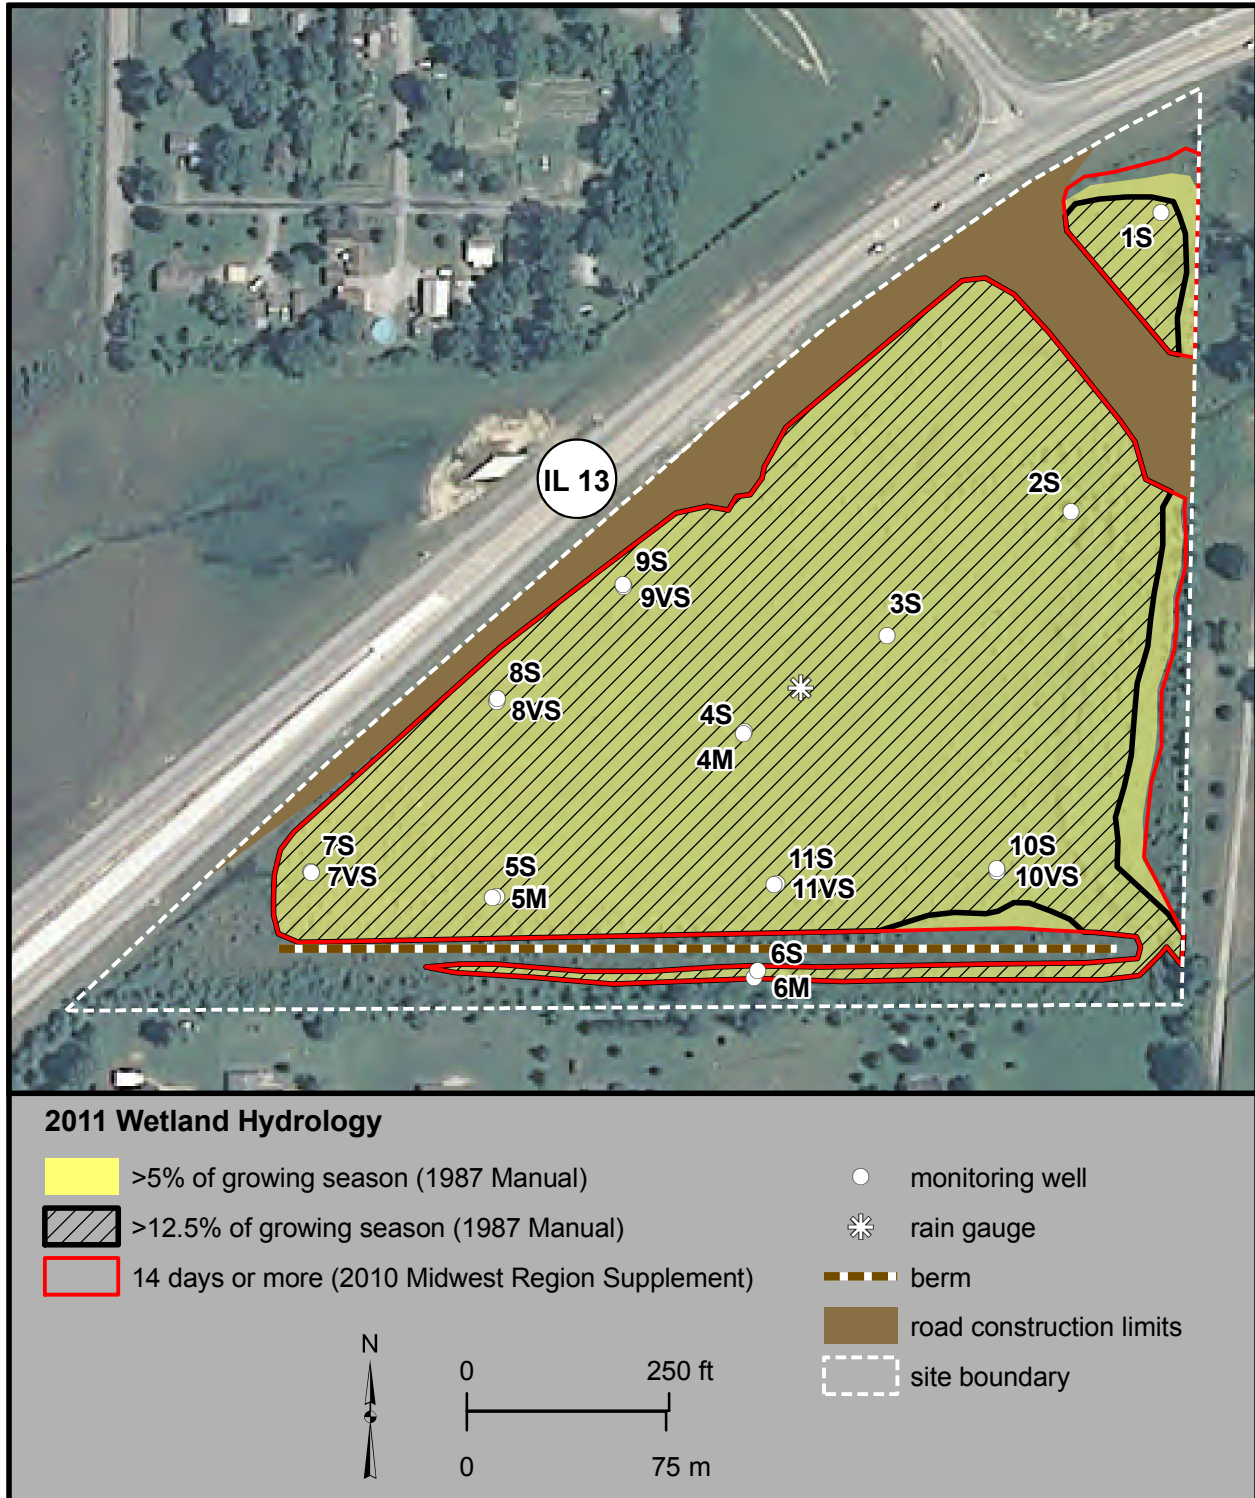 1S
IL 13
2S
9S
9VS
3S
8S
8VS
4S
4M
7S
7VS
5S
5M
11S
11VS
10S
10VS
6S
6M
2011 Wetland Hydrology
>5% of growing season (1987 Manual)
>12.5% of growing season (1987 Manual)
14 days or more (2010 Midwest Region Supplement)
monitoring well
rain gauge
berm
road construction limits
site boundary
N
0 250 ft
0 75 m